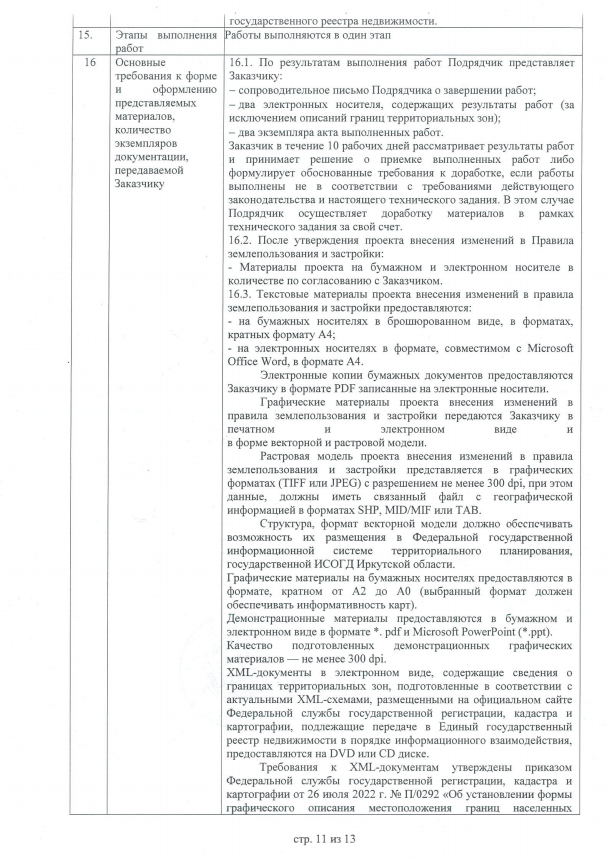 государственного реестра недвижимости.
15. Этапы выполнения работ Работы выполняются в один этап
16 Основные требования к форме и оформлению представляемых материалов, количество экземпляров документации, передаваемой Заказчику
16.1. По результатам выполнения работ Подрядчик представляет
Заказчику:
– сопроводительное письмо Подрядчика о завершении работ;
– два электронных носителя, содержащих результаты работ (за
исключением описаний границ территориальных зон);
– два экземпляра акта выполненных работ.
Заказчик в течение 10 рабочих дней рассматривает результаты работ
и принимает решение о приемке выполненных работ либо
формулирует обоснованные требования к доработке, если работы
выполнены не в соответствии с требованиями действующего
законодательства и настоящего технического задания. В этом случае
Подрядчик осуществляет доработку материалов в рамках
технического задания за свой счет.
16.2. После утверждения проекта внесения изменений в Правила
землепользования и застройки:
- Материалы проекта на бумажном и электронном носителе в
количестве по согласованию с Заказчиком.
16.3. Текстовые материалы проекта внесения изменений в правила
землепользования и застройки предоставляются:
- на бумажных носителях в брошюрованном виде, в форматах,
кратных формату А4;
- на электронных носителях в формате, совместимом с Microsoft
Office Word, в формате А4.
Электронные копии бумажных документов предоставляются
Заказчику в формате PDF записанные на электронные носители.
Графические материалы проекта внесения изменений в
правила землепользования и застройки передаются Заказчику в
печатном и электронном виде и
в форме векторной и растровой модели.
Растровая модель проекта внесения изменений в правила
землепользования и застройки представляется в графических
форматах (TIFF или JPEG) с разрешением не менее 300 dpi, при этом
данные, должны иметь связанный файл с географической
информацией в форматах SHP, MID/MIF или TAB.
Структура, формат векторной модели должно обеспечивать
возможность их размещения в Федеральной государственной
информационной системе территориального планирования,
государственной ИСОГД Иркутской области.
Графические материалы на бумажных носителях предоставляются в
формате, кратном от А2 до А0 (выбранный формат должен
обеспечивать информативность карт).
Демонстрационные материалы предоставляются в бумажном и
электронном виде в формате *. pdf и Microsoft PowerPoint (*.ppt).
Качество подготовленных демонстрационных графических
материалов — не менее 300 dpi.
XML-документы в электронном виде, содержащие сведения о
границах территориальных зон, подготовленные в соответствии с
актуальными XML-схемами, размещенными на официальном сайте
Федеральной службы государственной регистрации, кадастра и
картографии, подлежащие передаче в Единый государственный
реестр недвижимости в порядке информационного взаимодействия,
предоставляются на DVD или CD диске.
Требования к XML-документам утверждены приказом
Федеральной службы государственной регистрации, кадастра и
картографии от 26 июля 2022 г. № П/0292 «Об установлении формы
графического описания местоположения границ населенных
стр. 11 из 13